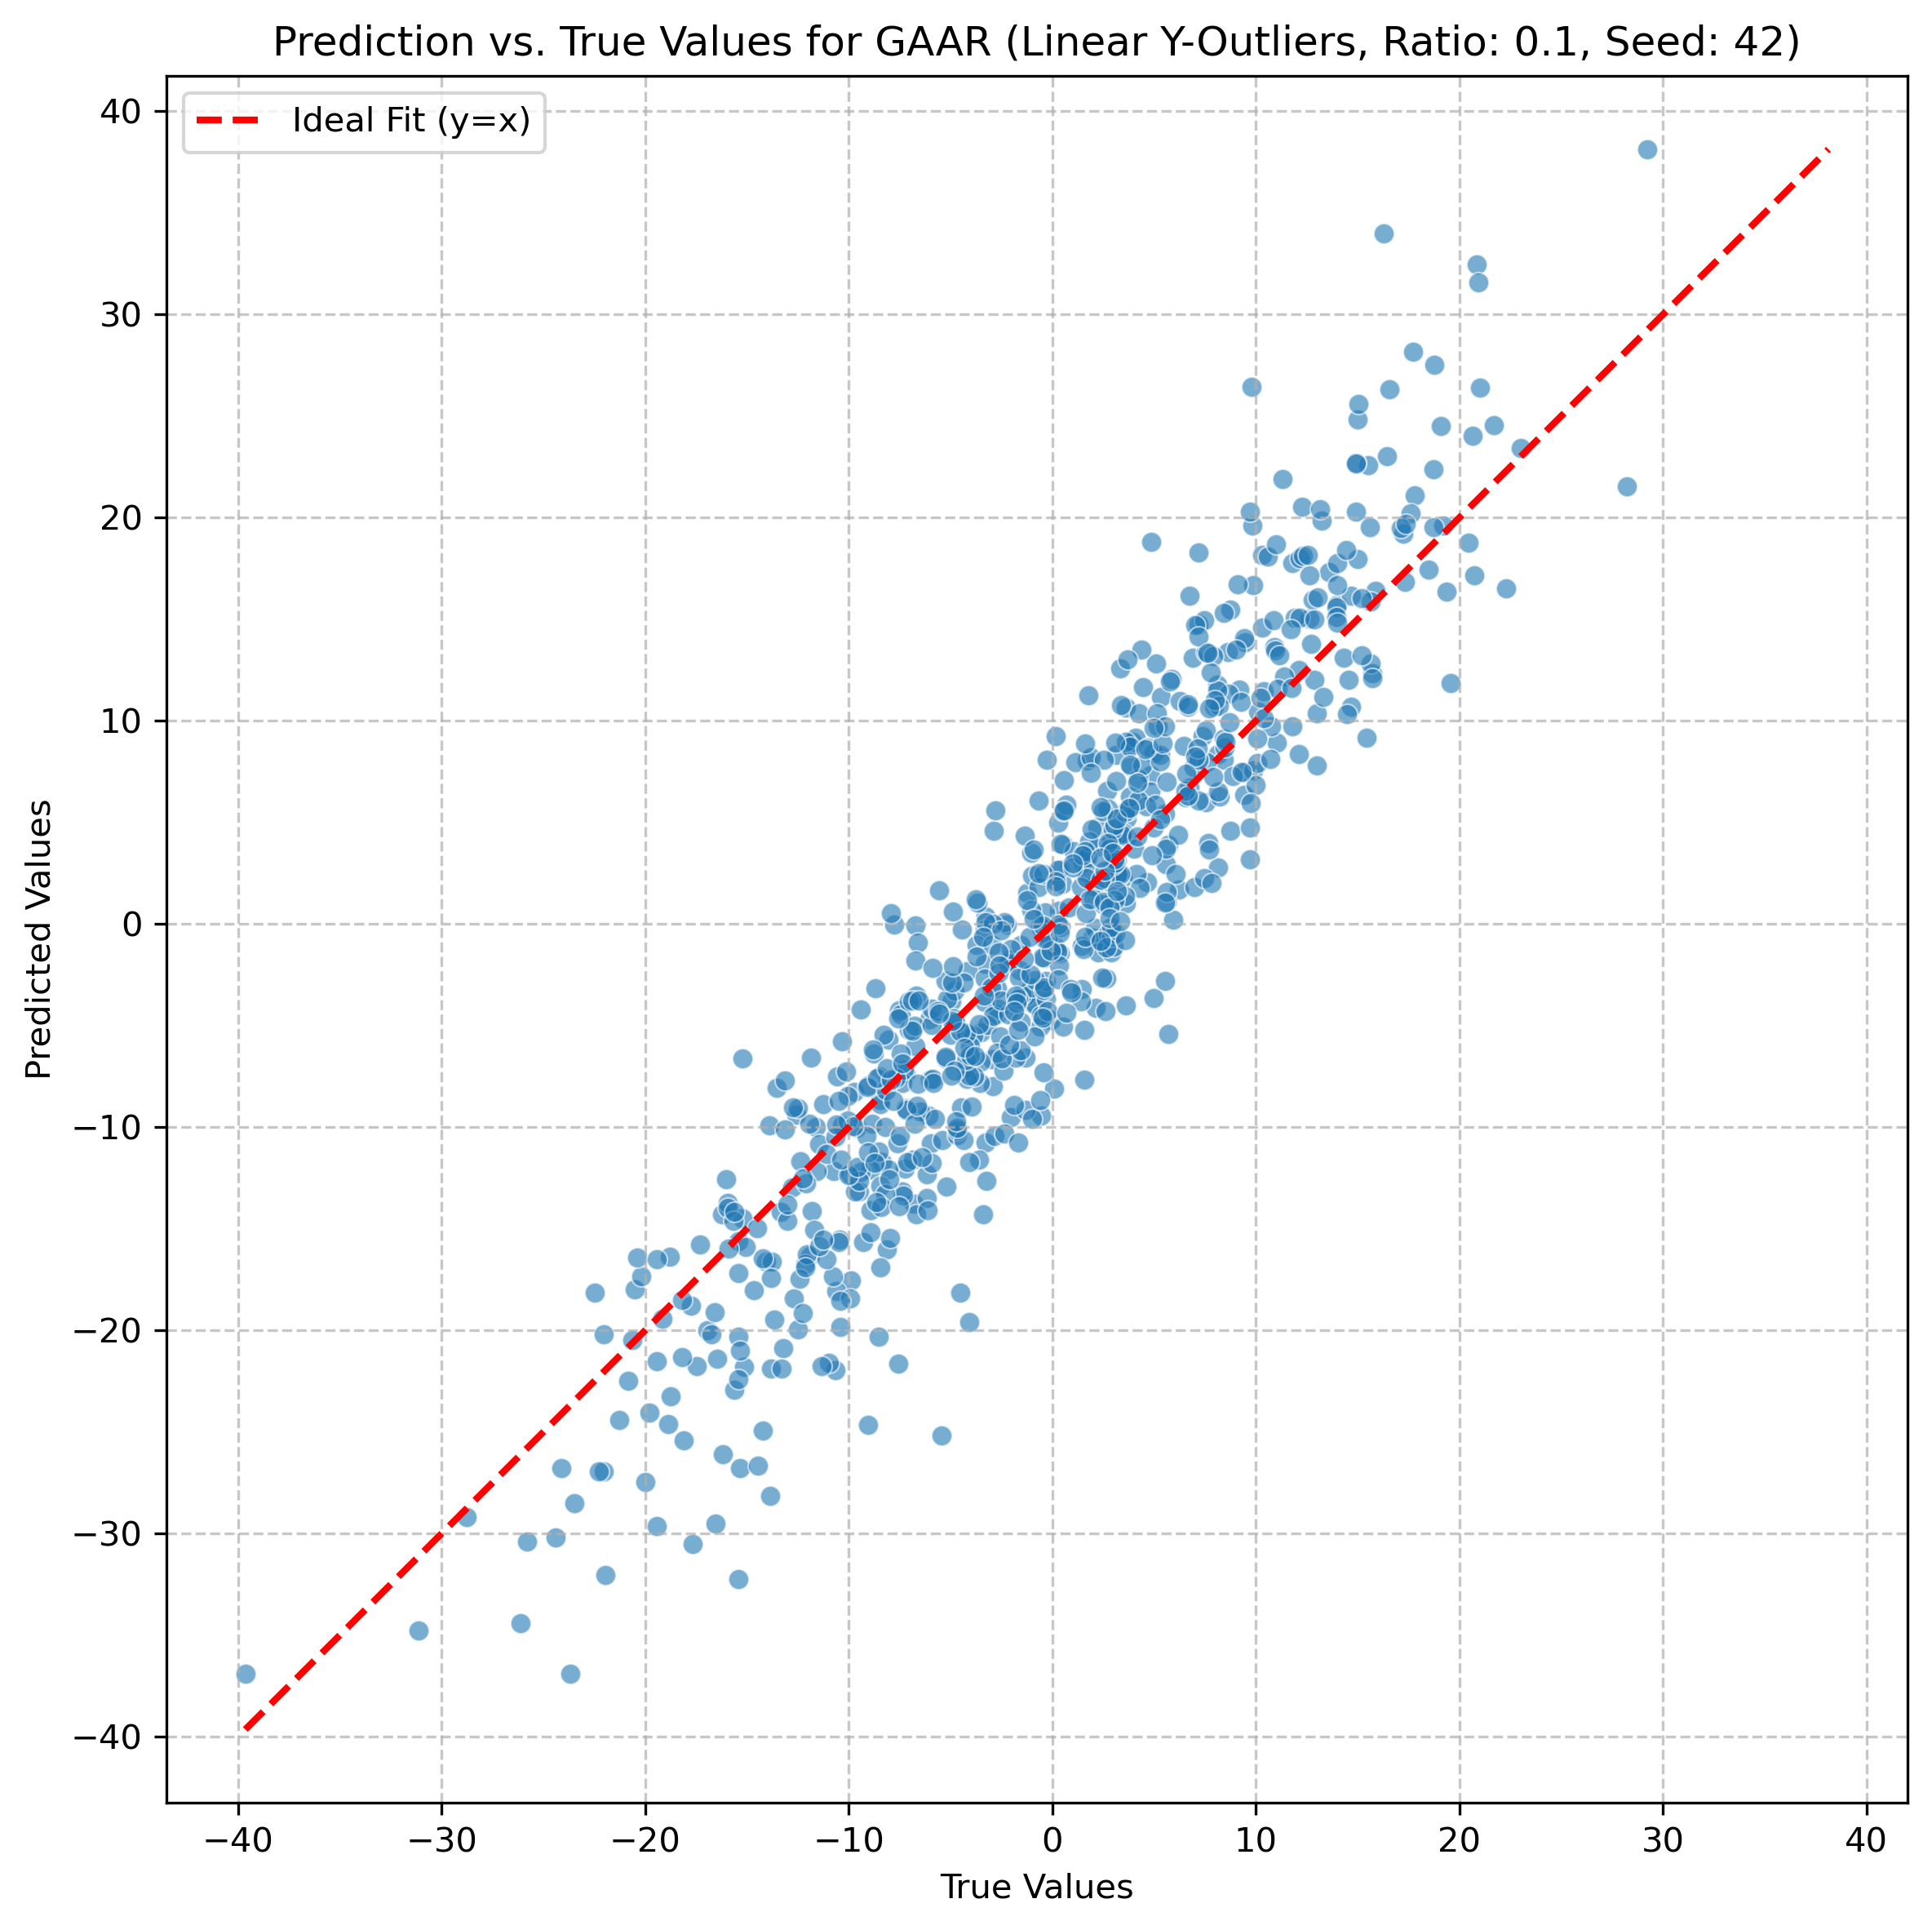 Prediction vs. True Values for GAAR (Linear Y-Outliers, Ratio: 0.1, Seed: 42)
Ideal Fit (y=x)
40
30
20
10
0
−10
−20
−30
−40
Predicted Values
−40 −30 −20 −10 0 10 20 30 40
True Values